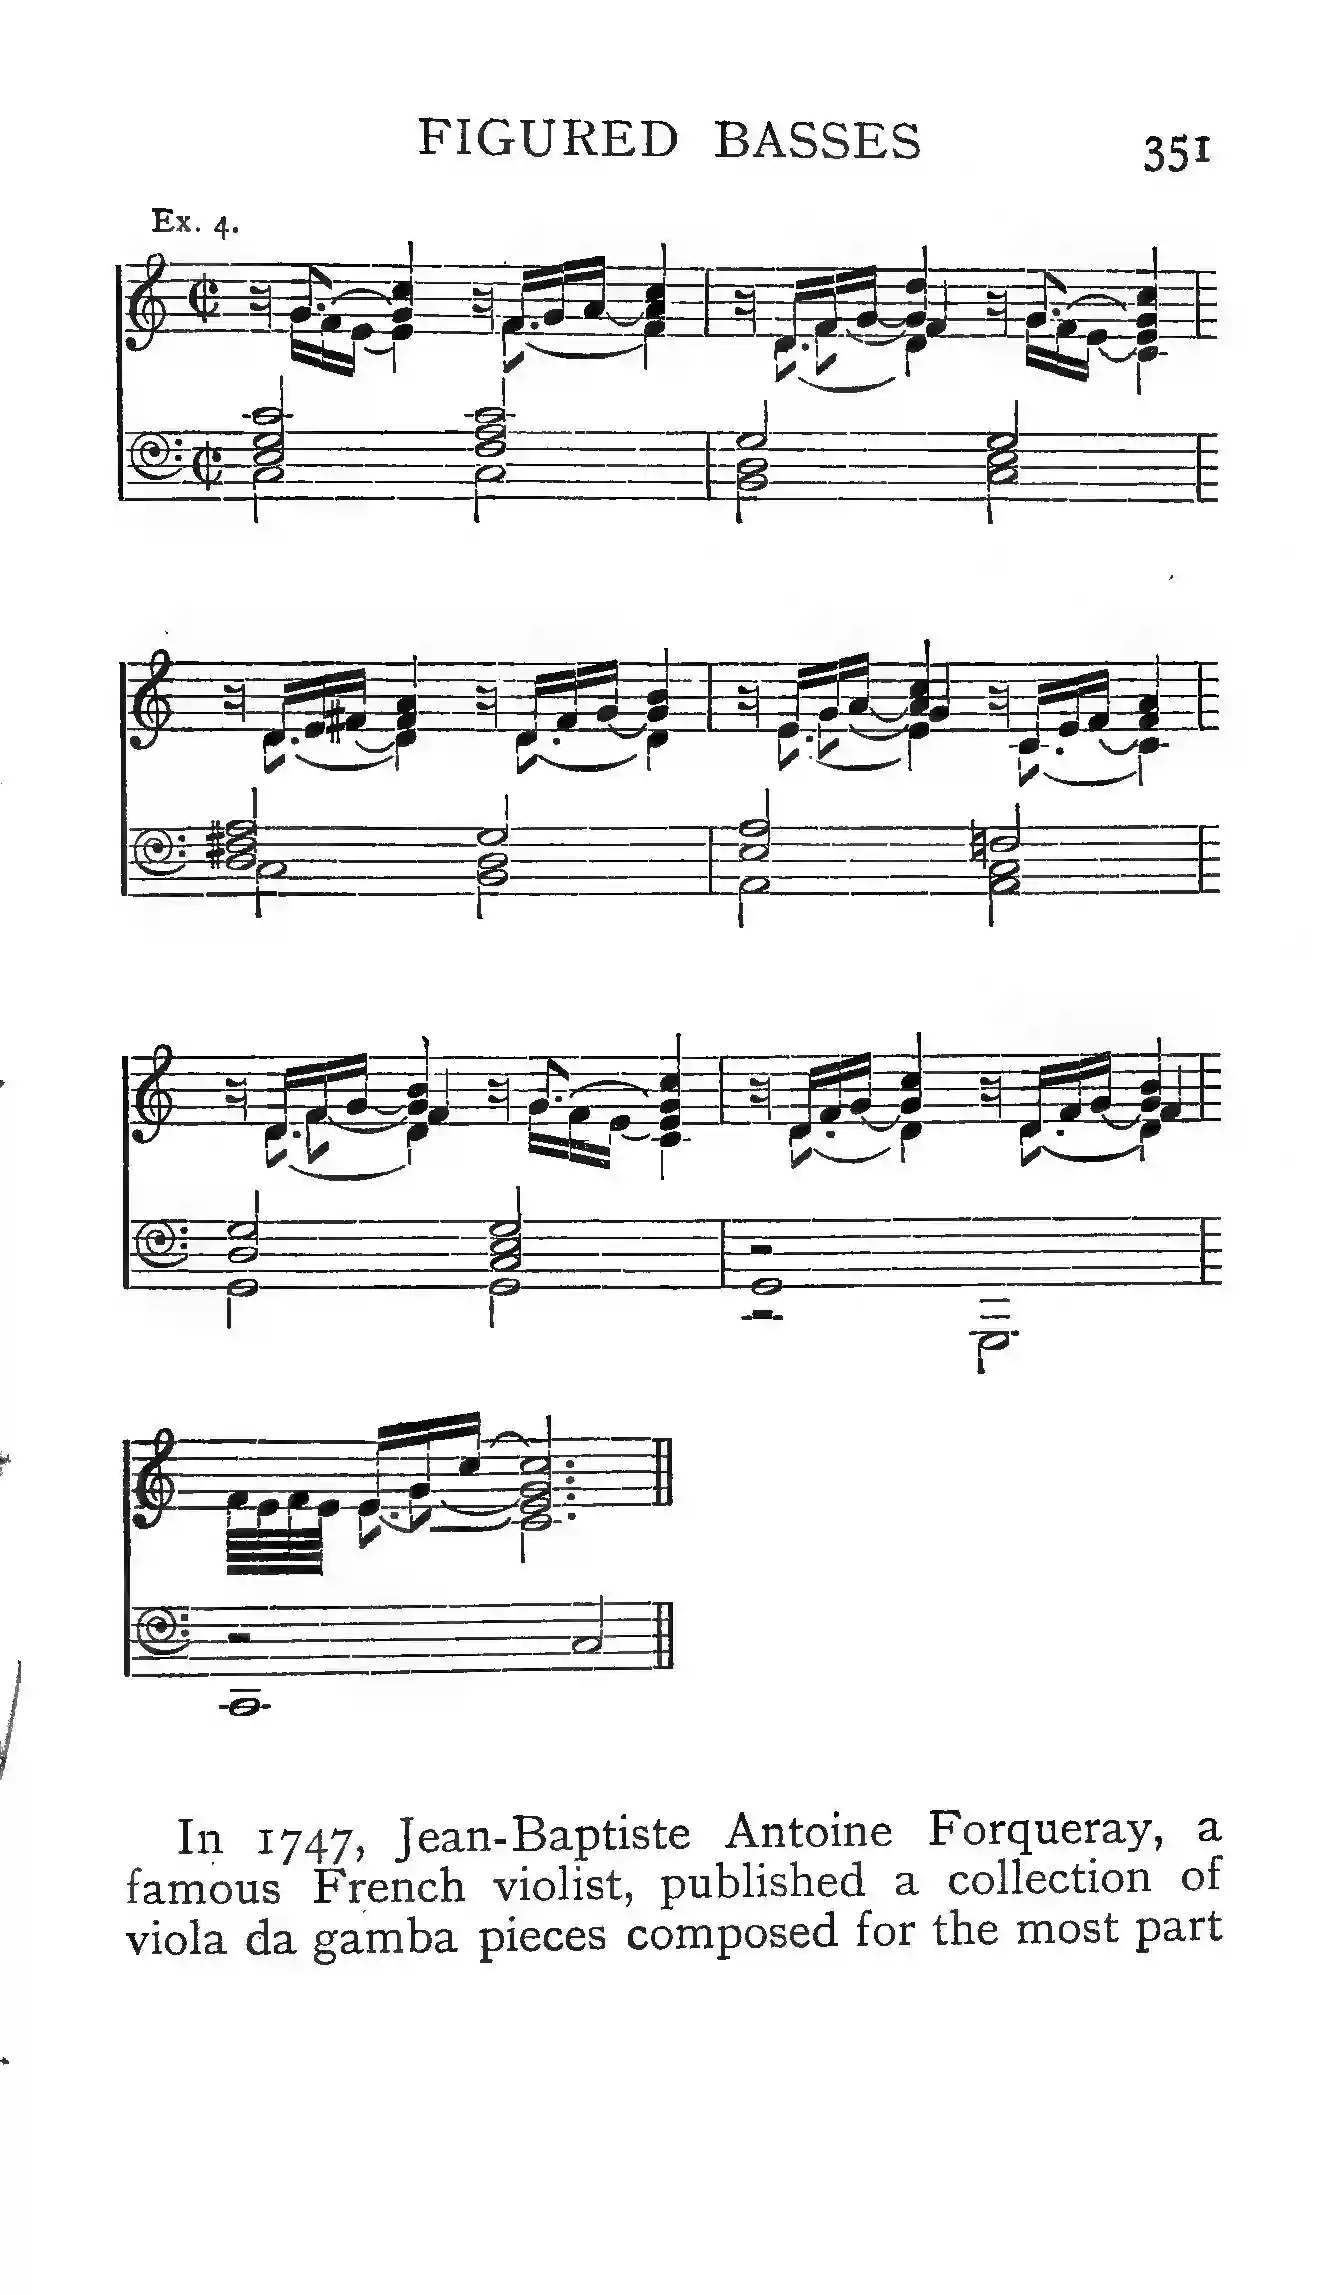 FIGURED BASSES 351
Ex. 4.
In 1747, Jean-Baptiste Antoine Forqueray, a
famous French violist, published a collection of
viola da gamba pieces composed for the most part